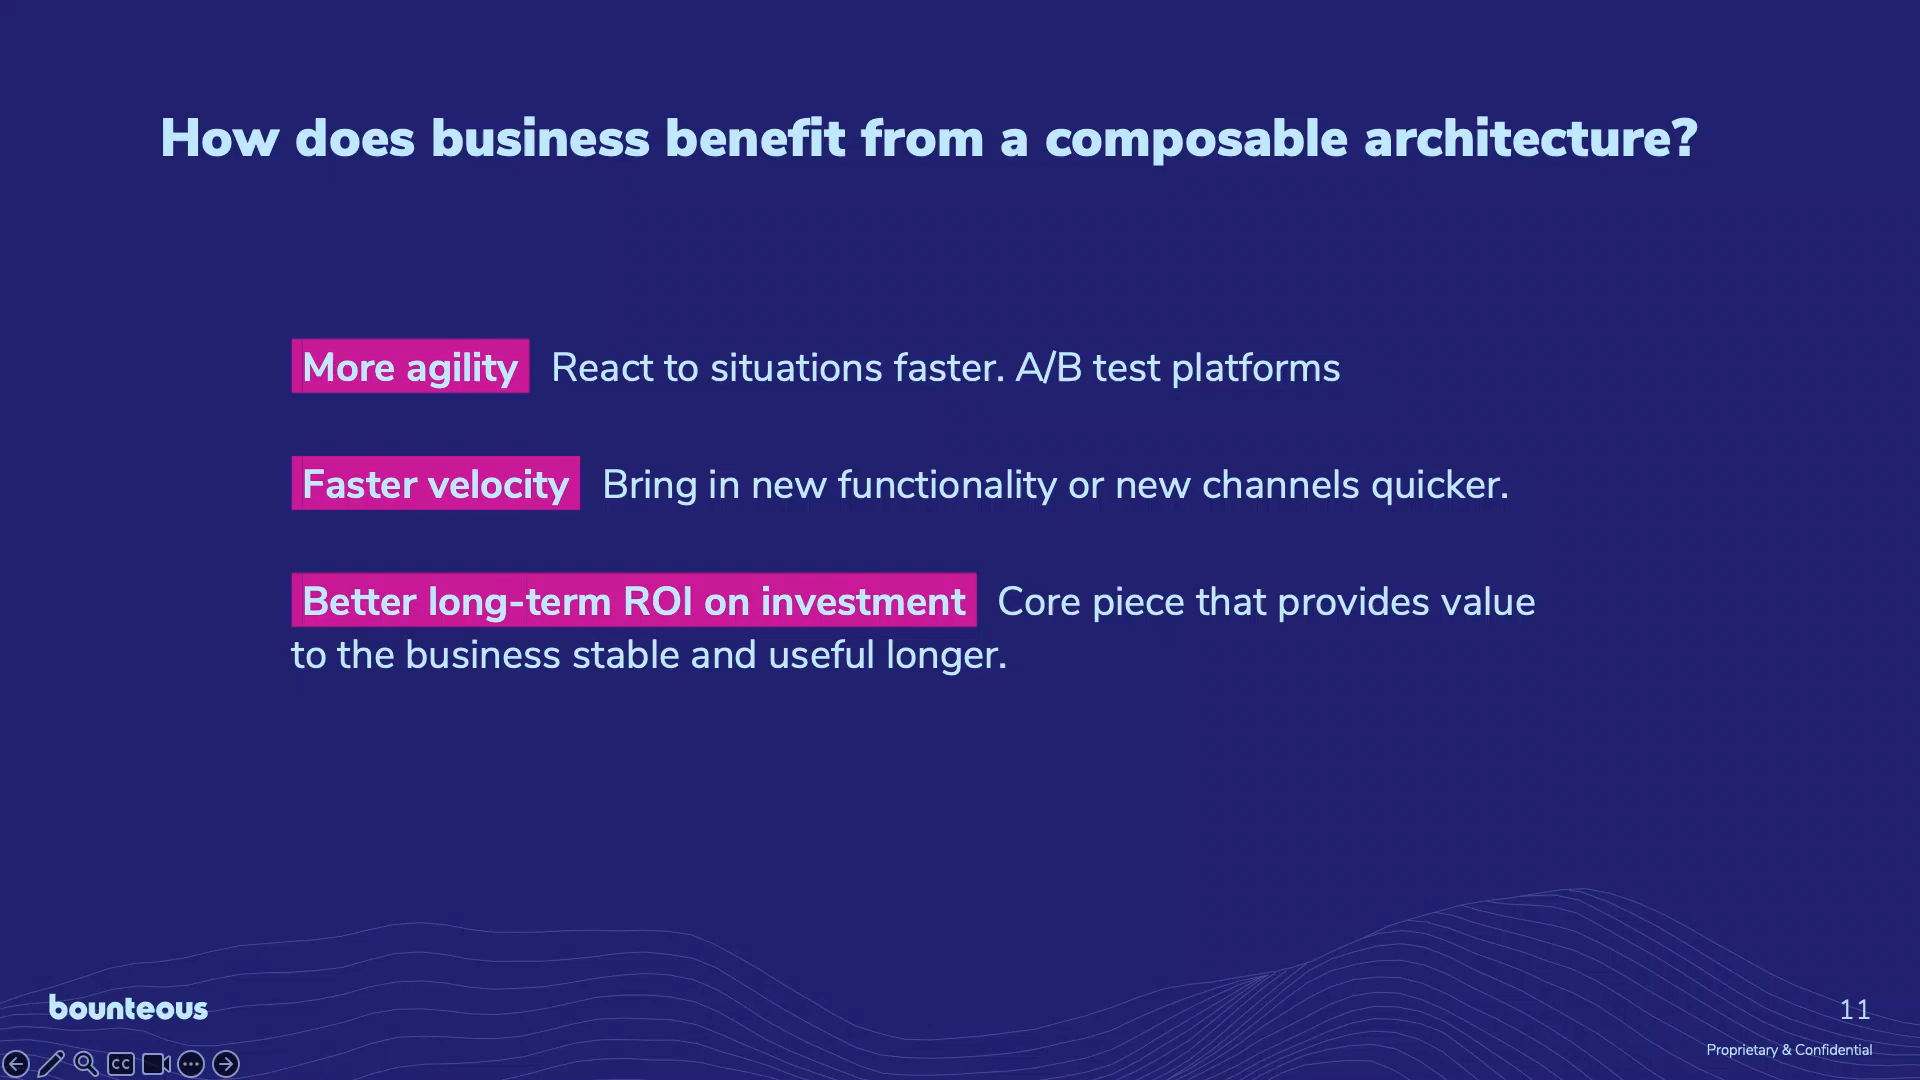 How does business benefit from a composable architecture?
More agility React to situations faster. A/B test platforms
Faster velocity Bring in new functionality or new channels quicker.
Better long-term ROI on investment Core piece that provides value
to the business stable and useful longer.
bounteous
11
Proprietary & Confidential
CC